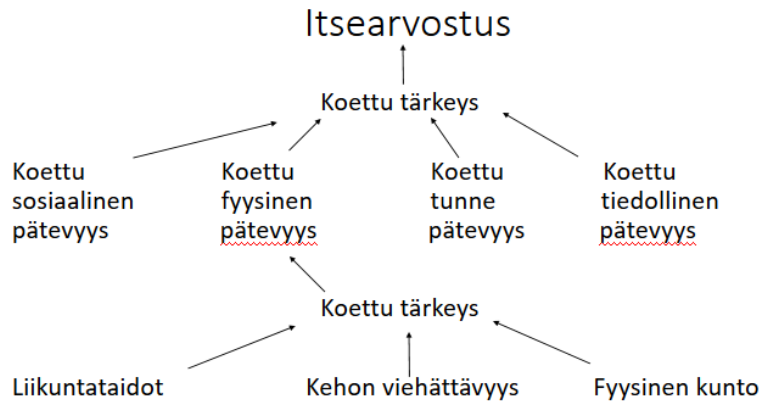 Itsearvostus
Koettu tärkeys
Koettu
sosiaalinen
pätevyys
Koettu
fyysinen
pätevyys
Koettu
tunne
pätevyys
Koettu
tiedollinen
pätevyys
Koettu tärkeys
Liikuntataidot
Kehon viehättävyys
Fyysinen kunto